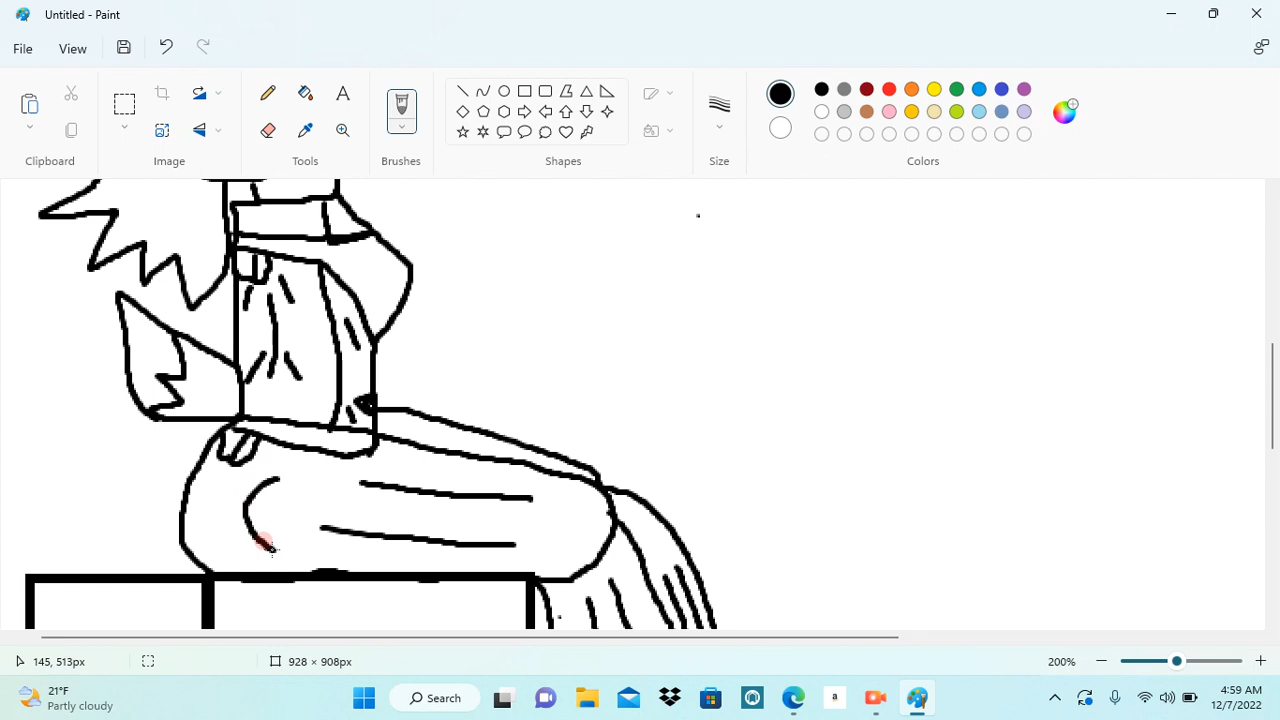 Untitled - Paint
File View
Clipboard Image Tools Brushes Shapes Size Colors
A
145, 513px
928 × 908px
200%
21°F
Partly cloudy
Search
a
4:59 AM
12/7/2022